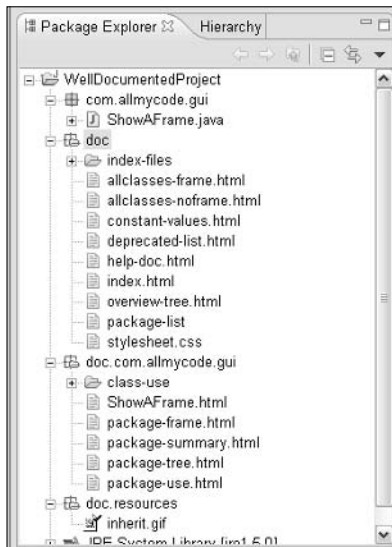 Package Explorer Hierarchy
WellDocumentedProject
com.allmycode.gui
ShowAFrame.java
doc
index-files
allclasses-frame.html
allclasses-noframe.html
constant-values.html
deprecated-list.html
help-doc.html
index.html
overview-tree.html
package-list
stylesheet.css
doc.com.allmycode.gui
class-use
ShowAFrame.html
package-frame.html
package-summary.html
package-tree.html
package-use.html
doc.resources
inherit.gif
JRE System Library [jre1.5.0]